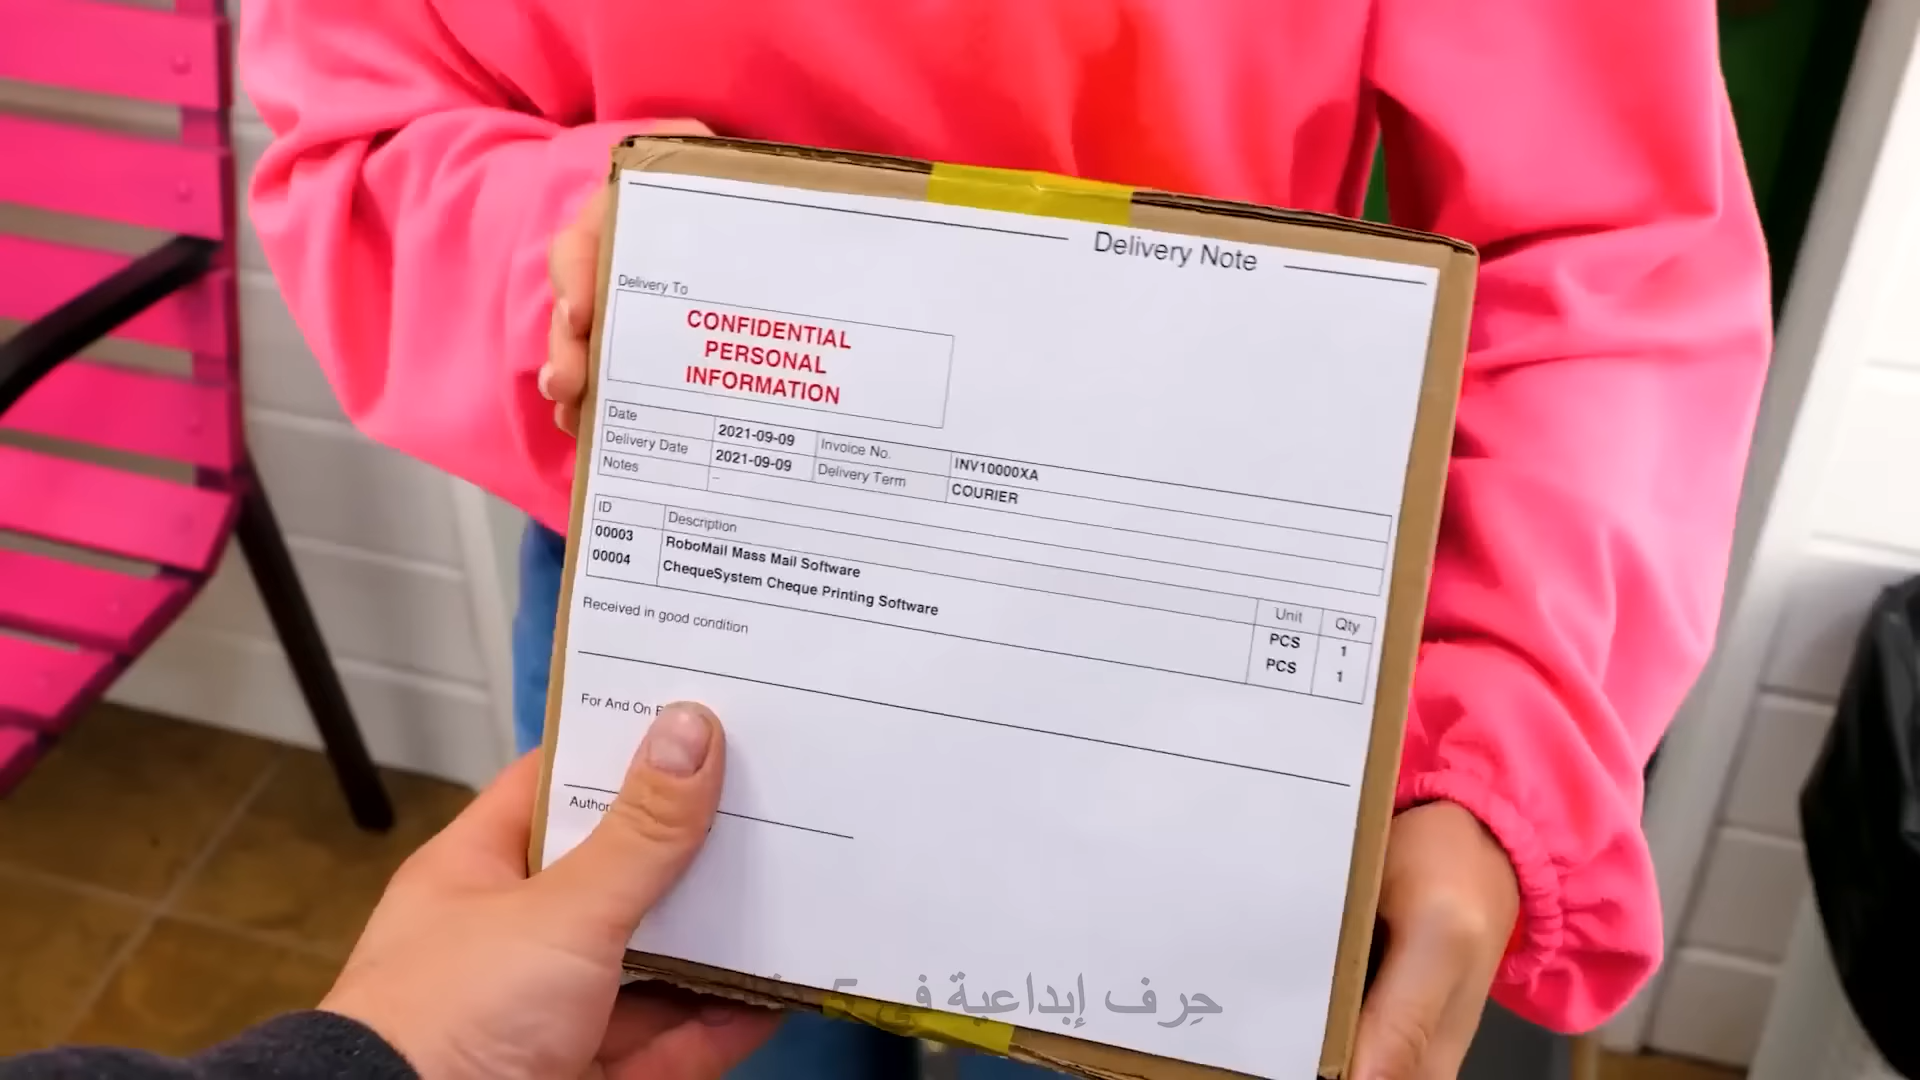 Delivery Note
Delivery To
CONFIDENTIAL
PERSONAL
INFORMATION
Date 2021-09-09 Invoice No. INV10000XA
Delivery Date 2021-09-09 Delivery Term COURIER
Notes –
ID Description Unit Qty
00003 RoboMail Mass Mail Software PCS 1
00004 ChequeSystem Cheque Printing Software PCS 1
Received in good condition
For And On
حِرف إبداعية في 5